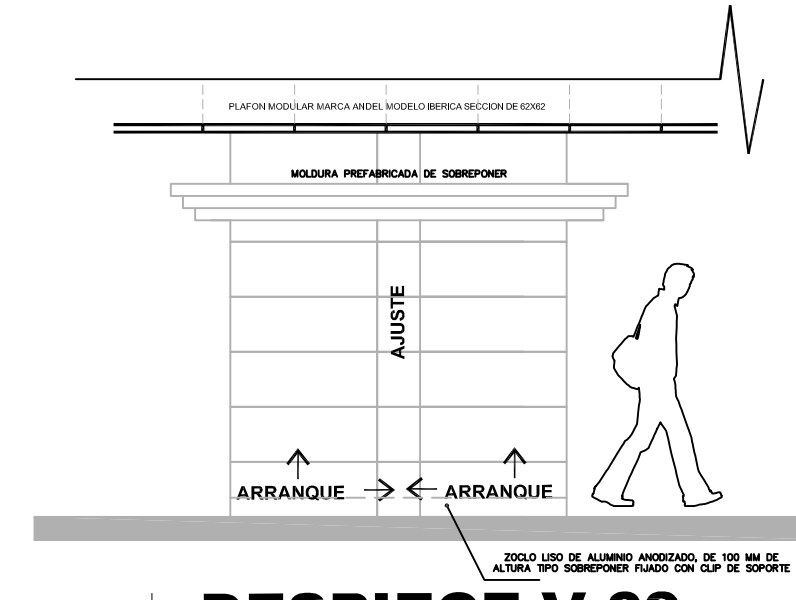 PLAFON MODULAR MARCA ANDEL MODELO IBERICA SECCION DE 62X62
MOLDURA PREFABRICADA DE SOBREPONER
AJUSTE
ARRANQUE
ARRANQUE
ZOCLO LISO DE ALUMINIO ANODIZADO, DE 100 MM DE
ALTURA TIPO SOBREPONER FIJADO CON CLIP DE SOPORTE